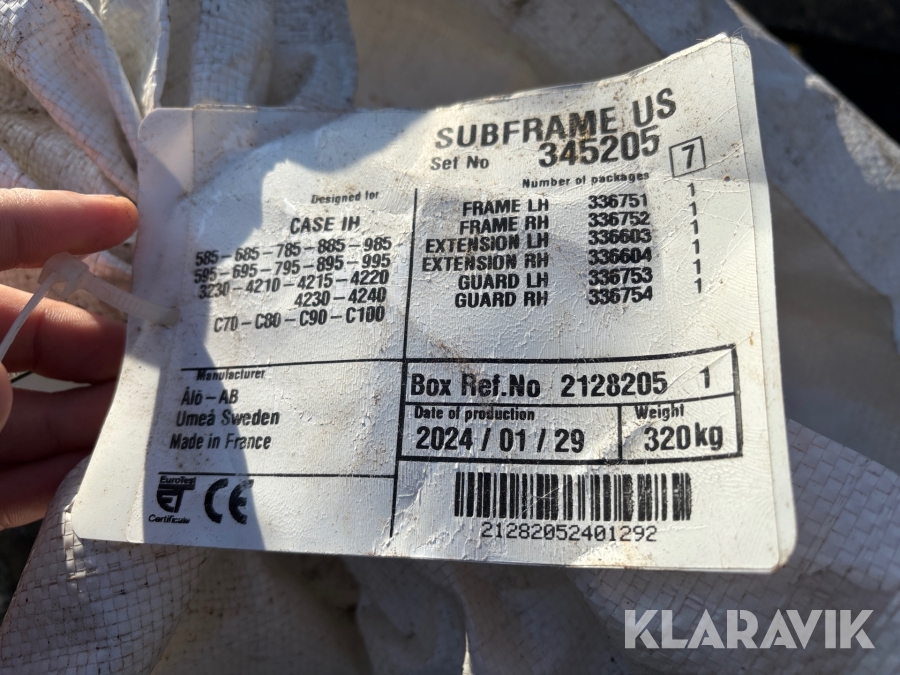 SUBFRAME US
Set No 345205 7
Number of packages
FRAME LH 336751 1
FRAME RH 336752 1
EXTENSION LH 336603 1
EXTENSION RH 336604 1
GUARD LH 336753 1
GUARD RH 336754 1
Designed for
CASE IH
585-685-785-885-985
595-695-795-895-995
3230-4210-4215-4220
4230-4240
C70-C80-C90-C100
Manufacturer
Ålö-AB
Umeå Sweden
Made in France
EuroTest
ET
Certificate
CE
Box Ref.No 2128205 1
Date of production
2024/01/29
Weight
320kg
21282052401292
KLARAVIK